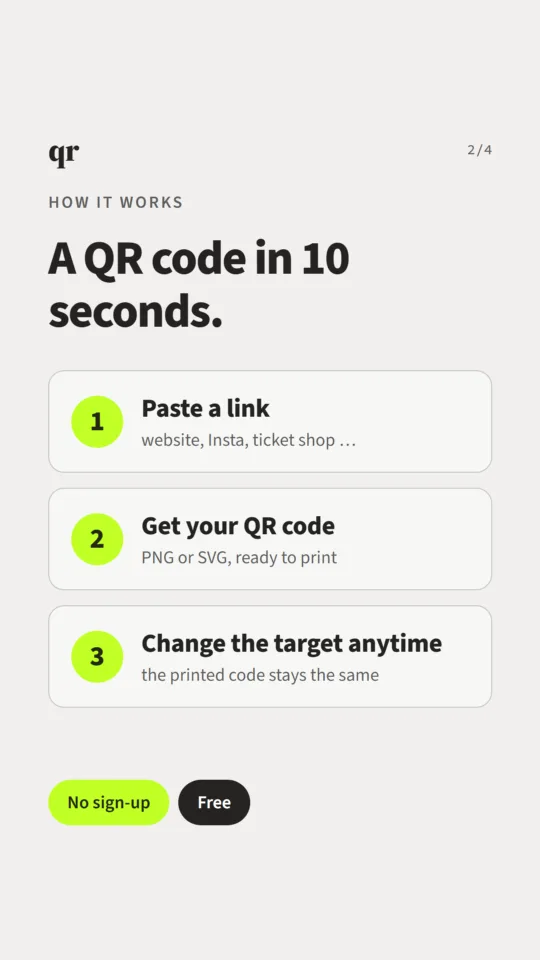 qr
2/4
HOW IT WORKS
A QR code in 10
seconds.
1
Paste a link
website, Insta, ticket shop …
2
Get your QR code
PNG or SVG, ready to print
3
Change the target anytime
the printed code stays the same
No sign-up
Free